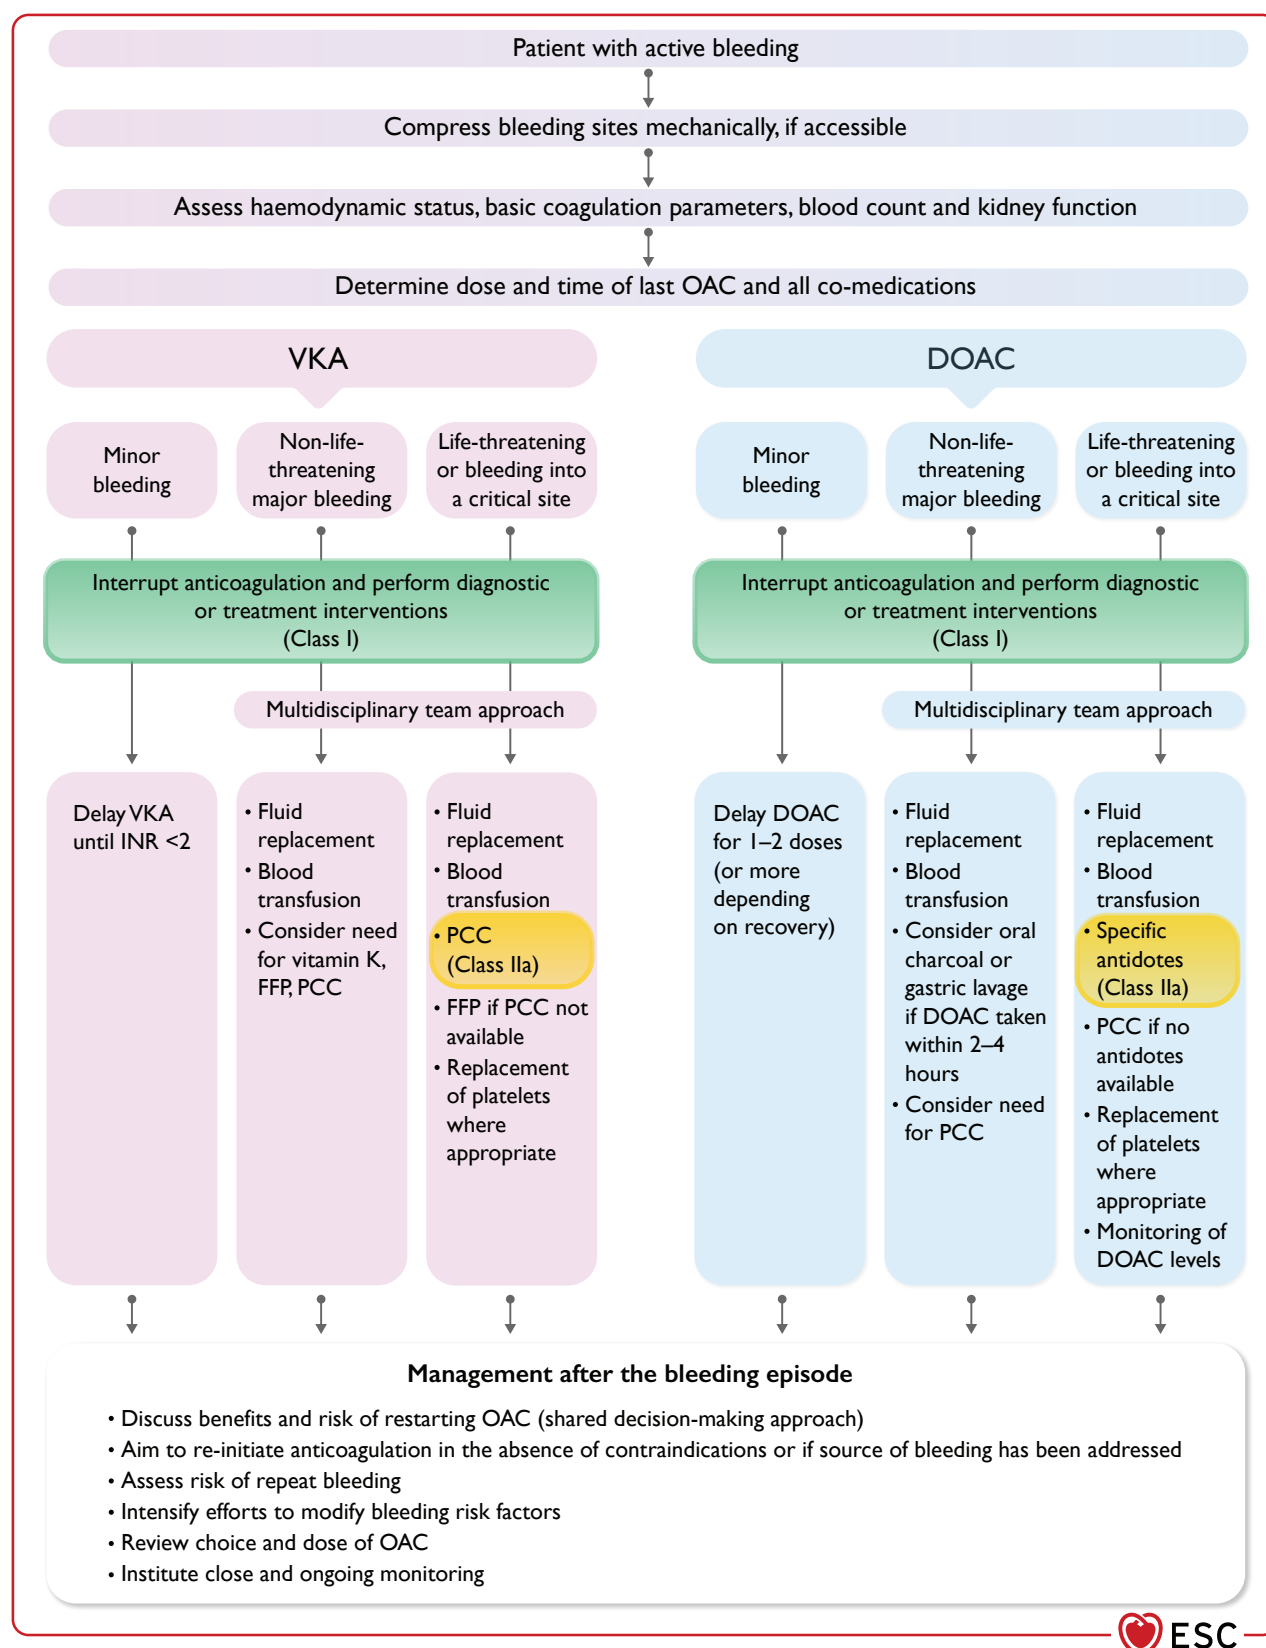 Patient with active bleeding
Compress bleeding sites mechanically, if accessible
Assess haemodynamic status, basic coagulation parameters, blood count and kidney function
Determine dose and time of last OAC and all co-medications
VKA
Minor
bleeding
Non-life-
threatening
major bleeding
Life-threatening
or bleeding into
a critical site
Interrupt anticoagulation and perform diagnostic
or treatment interventions
(Class I)
Multidisciplinary team approach
Delay VKA
until INR <2
• Fluid
replacement
• Blood
transfusion
• Consider need
for vitamin K,
FFP, PCC
• Fluid
replacement
• Blood
transfusion
• PCC
(Class IIa)
• FFP if PCC not
available
• Replacement
of platelets
where
appropriate
DOAC
Minor
bleeding
Non-life-
threatening
major bleeding
Life-threatening
or bleeding into
a critical site
Interrupt anticoagulation and perform diagnostic
or treatment interventions
(Class I)
Multidisciplinary team approach
Delay DOAC
for 1–2 doses
(or more
depending
on recovery)
• Fluid
replacement
• Blood
transfusion
• Consider oral
charcoal or
gastric lavage
if DOAC taken
within 2–4
hours
• Consider need
for PCC
• Fluid
replacement
• Blood
transfusion
• Specific
antidotes
(Class IIa)
• PCC if no
antidotes
available
• Replacement
of platelets
where
appropriate
• Monitoring of
DOAC levels
Management after the bleeding episode
• Discuss benefits and risk of restarting OAC (shared decision-making approach)
• Aim to re-initiate anticoagulation in the absence of contraindications or if source of bleeding has been addressed
• Assess risk of repeat bleeding
• Intensify efforts to modify bleeding risk factors
• Review choice and dose of OAC
• Institute close and ongoing monitoring
ESC